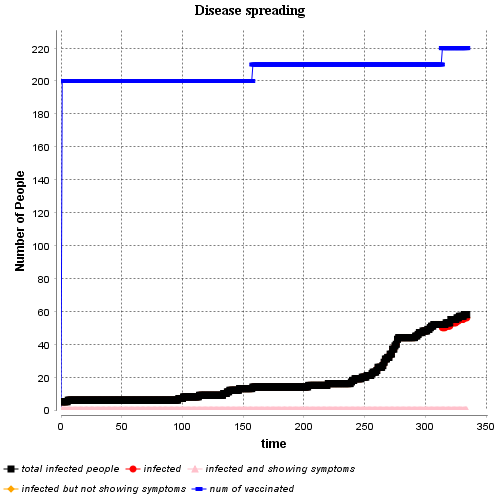 Disease spreading
220
200
180
160
140
120
100
80
60
40
20
0
Number of People
0 50 100 150 200 250 300 350
time
total infected people infected infected and showing symptoms
infected but not showing symptoms num of vaccinated